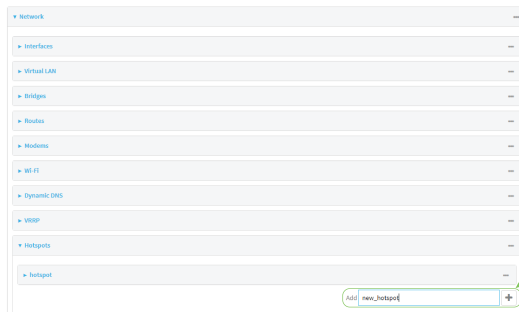 Network
Interfaces
Virtual LAN
Bridges
Routes
Modems
Wi-Fi
Dynamic DNS
VRRP
Hotspots
hotspot
Add new_hotspot